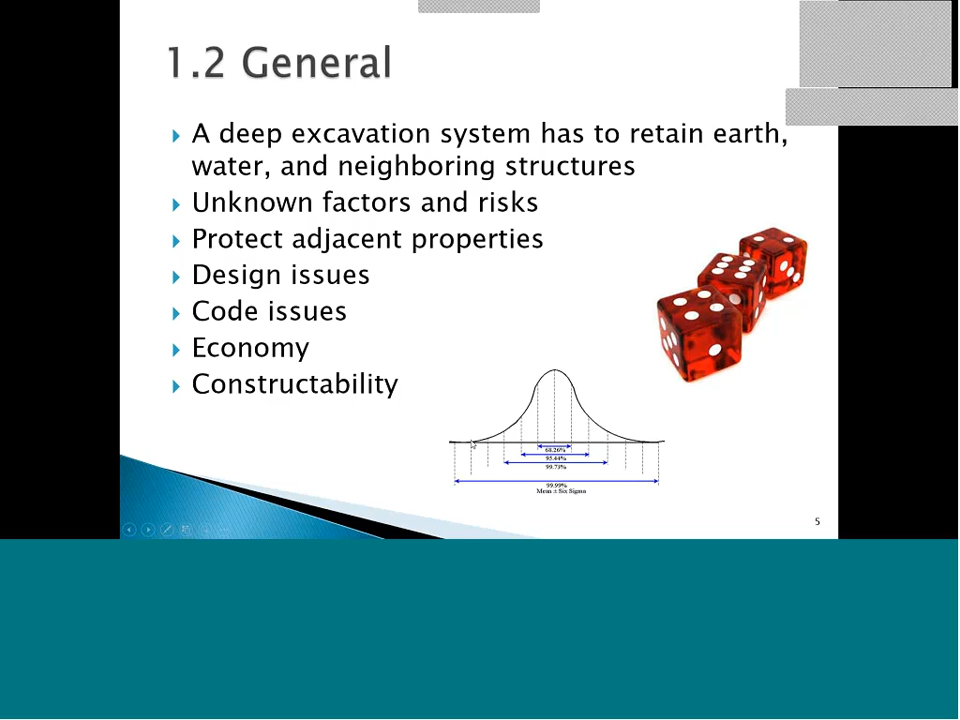 1.2 General
A deep excavation system has to retain earth,
water, and neighboring structures
Unknown factors and risks
Protect adjacent properties
Design issues
Code issues
Economy
Constructability
68.26%
95.44%
99.73%
99.99%
Mean ± Six Sigma
5